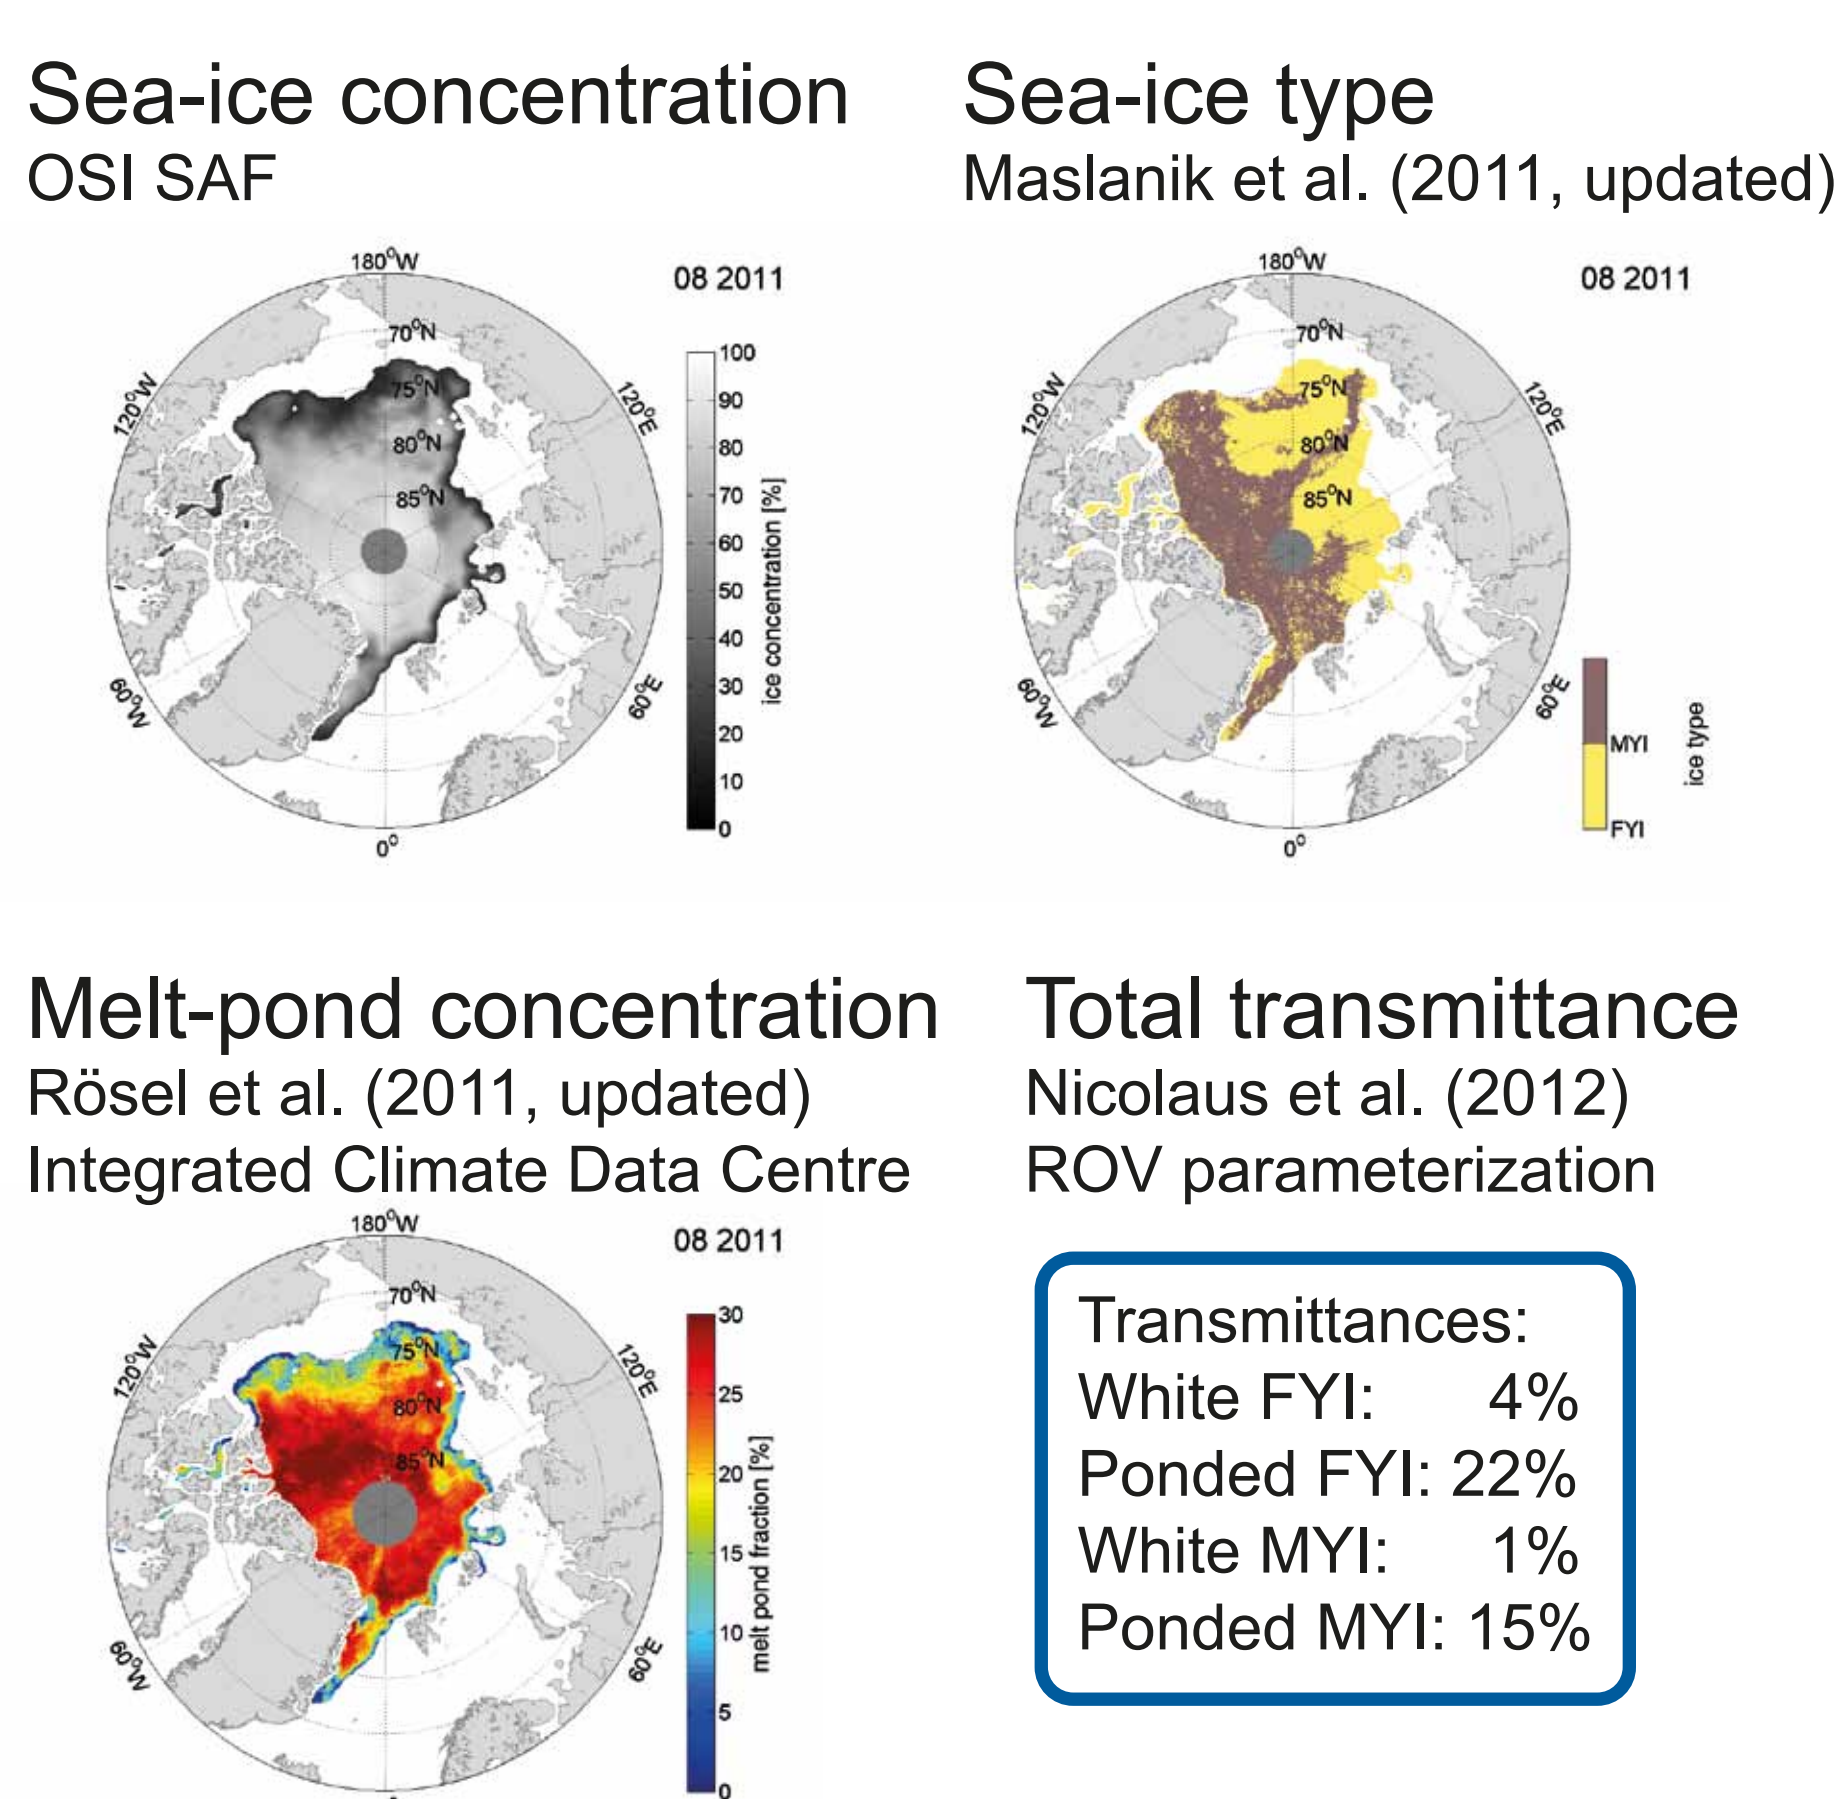 Sea-ice concentration
OSI SAF
180°W
08 2011
70°N
75°N
80°N
85°N
120°W
120°E
60°W
60°E
0°
100
90
80
70
60
50
40
30
20
10
0
ice concentration [%]
Sea-ice type
Maslanik et al. (2011, updated)
180°W
08 2011
70°N
75°N
80°N
85°N
120°W
120°E
60°W
60°E
0°
MYI
FYI
ice type
Melt-pond concentration
Rösel et al. (2011, updated)
Integrated Climate Data Centre
180°W
08 2011
70°N
75°N
80°N
85°N
120°W
120°E
60°W
60°E
30
25
20
15
10
5
0
melt pond fraction [%]
Total transmittance
Nicolaus et al. (2012)
ROV parameterization
Transmittances:
White FYI: 4%
Ponded FYI: 22%
White MYI: 1%
Ponded MYI: 15%